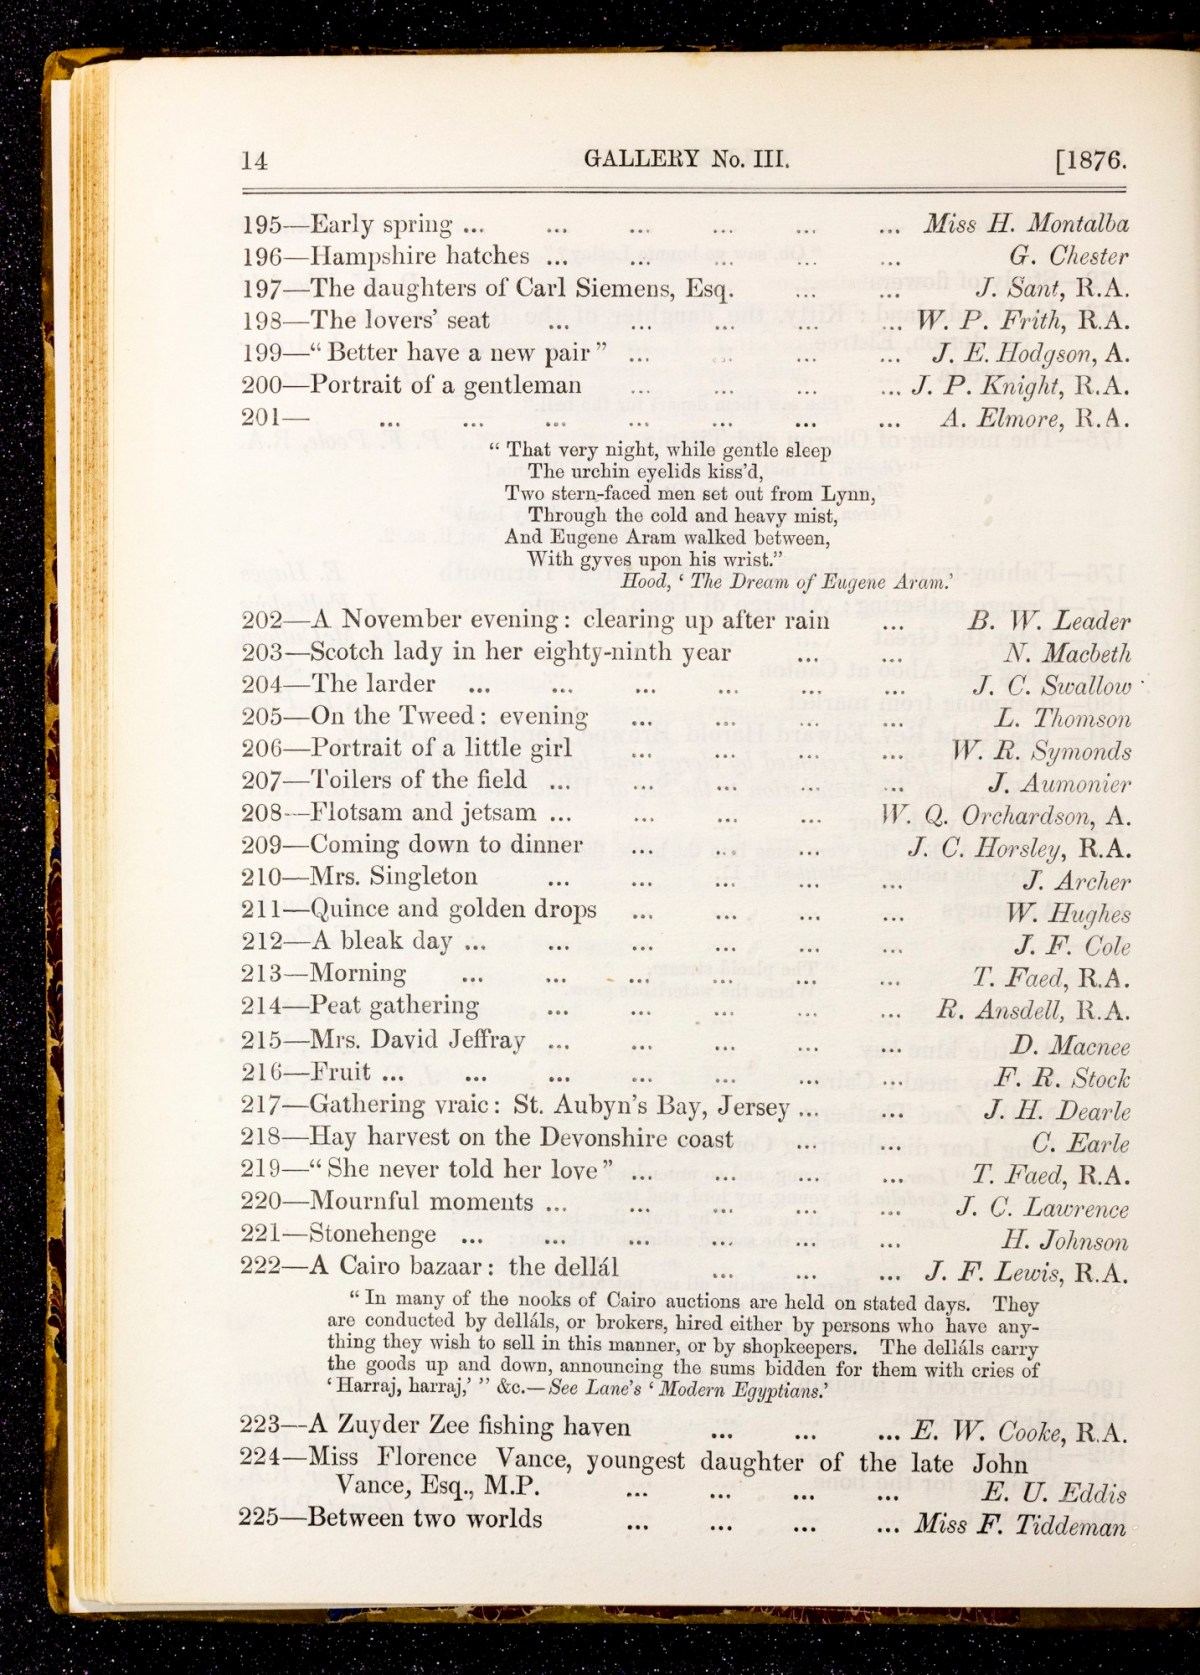 14 GALLERY No. III. [1876.
195—Early spring ... ... ... ... ... ... Miss H. Montalba
196—Hampshire hatches ... ... ... ... ... G. Chester
197—The daughters of Carl Siemens, Esq. ... ... J. Sant, R.A.
198—The lovers' seat ... ... ... ... ... W. P. Frith, R.A.
199—“Better have a new pair” ... ... ... ... J. E. Hodgson, A.
200—Portrait of a gentleman ... ... ... ... J. P. Knight, R.A.
201— ... ... ... ... ... ... ... A. Elmore, R.A.
“That very night, while gentle sleep
The urchin eyelids kiss'd,
Two stern-faced men set out from Lynn,
Through the cold and heavy mist,
And Eugene Aram walked between,
With gyves upon his wrist.”
Hood, ‘The Dream of Eugene Aram.’
202—A November evening: clearing up after rain ... B. W. Leader
203—Scotch lady in her eighty-ninth year ... ... N. Macbeth
204—The larder ... ... ... ... ... ... J. C. Swallow
205—On the Tweed: evening ... ... ... ... L. Thomson
206—Portrait of a little girl ... ... ... ... W. R. Symonds
207—Toilers of the field ... ... ... ... ... J. Aumonier
208—Flotsam and jetsam ... ... ... ... W. Q. Orchardson, A.
209—Coming down to dinner ... ... ... J. C. Horsley, R.A.
210—Mrs. Singleton ... ... ... ... ... J. Archer
211—Quince and golden drops ... ... ... ... W. Hughes
212—A bleak day ... ... ... ... ... ... J. F. Cole
213—Morning ... ... ... ... ... ... T. Faed, R.A.
214—Peat gathering ... ... ... ... ... R. Ansdell, R.A.
215—Mrs. David Jeffray ... ... ... ... ... D. Macnee
216—Fruit ... ... ... ... ... ... ... F. R. Stock
217—Gathering vraic: St. Aubyn's Bay, Jersey ... ... J. H. Dearle
218—Hay harvest on the Devonshire coast ... ... C. Earle
219—“She never told her love” ... ... ... ... T. Faed, R.A.
220—Mournful moments ... ... ... ... ... J. C. Lawrence
221—Stonehenge ... ... ... ... ... ... H. Johnson
222—A Cairo bazaar: the dellál ... ... ... J. F. Lewis, R.A.
“In many of the nooks of Cairo auctions are held on stated days. They
are conducted by delláls, or brokers, hired either by persons who have any-
thing they wish to sell in this manner, or by shopkeepers. The delláls carry
the goods up and down, announcing the sums bidden for them with cries of
‘Harraj, harraj,’” &c.—See Lane's ‘Modern Egyptians.’
223—A Zuyder Zee fishing haven ... ... ... E. W. Cooke, R.A.
224—Miss Florence Vance, youngest daughter of the late John
Vance, Esq., M.P. ... ... ... ... E. U. Eddis
225—Between two worlds ... ... ... ... Miss F. Tiddeman